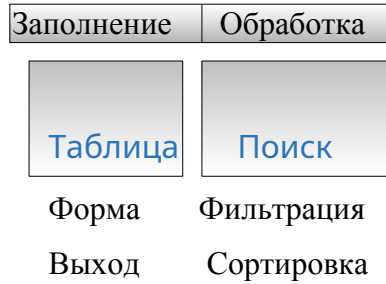 Заполнение Обработка
Таблица Поиск
Форма Фильтрация
Выход Сортировка